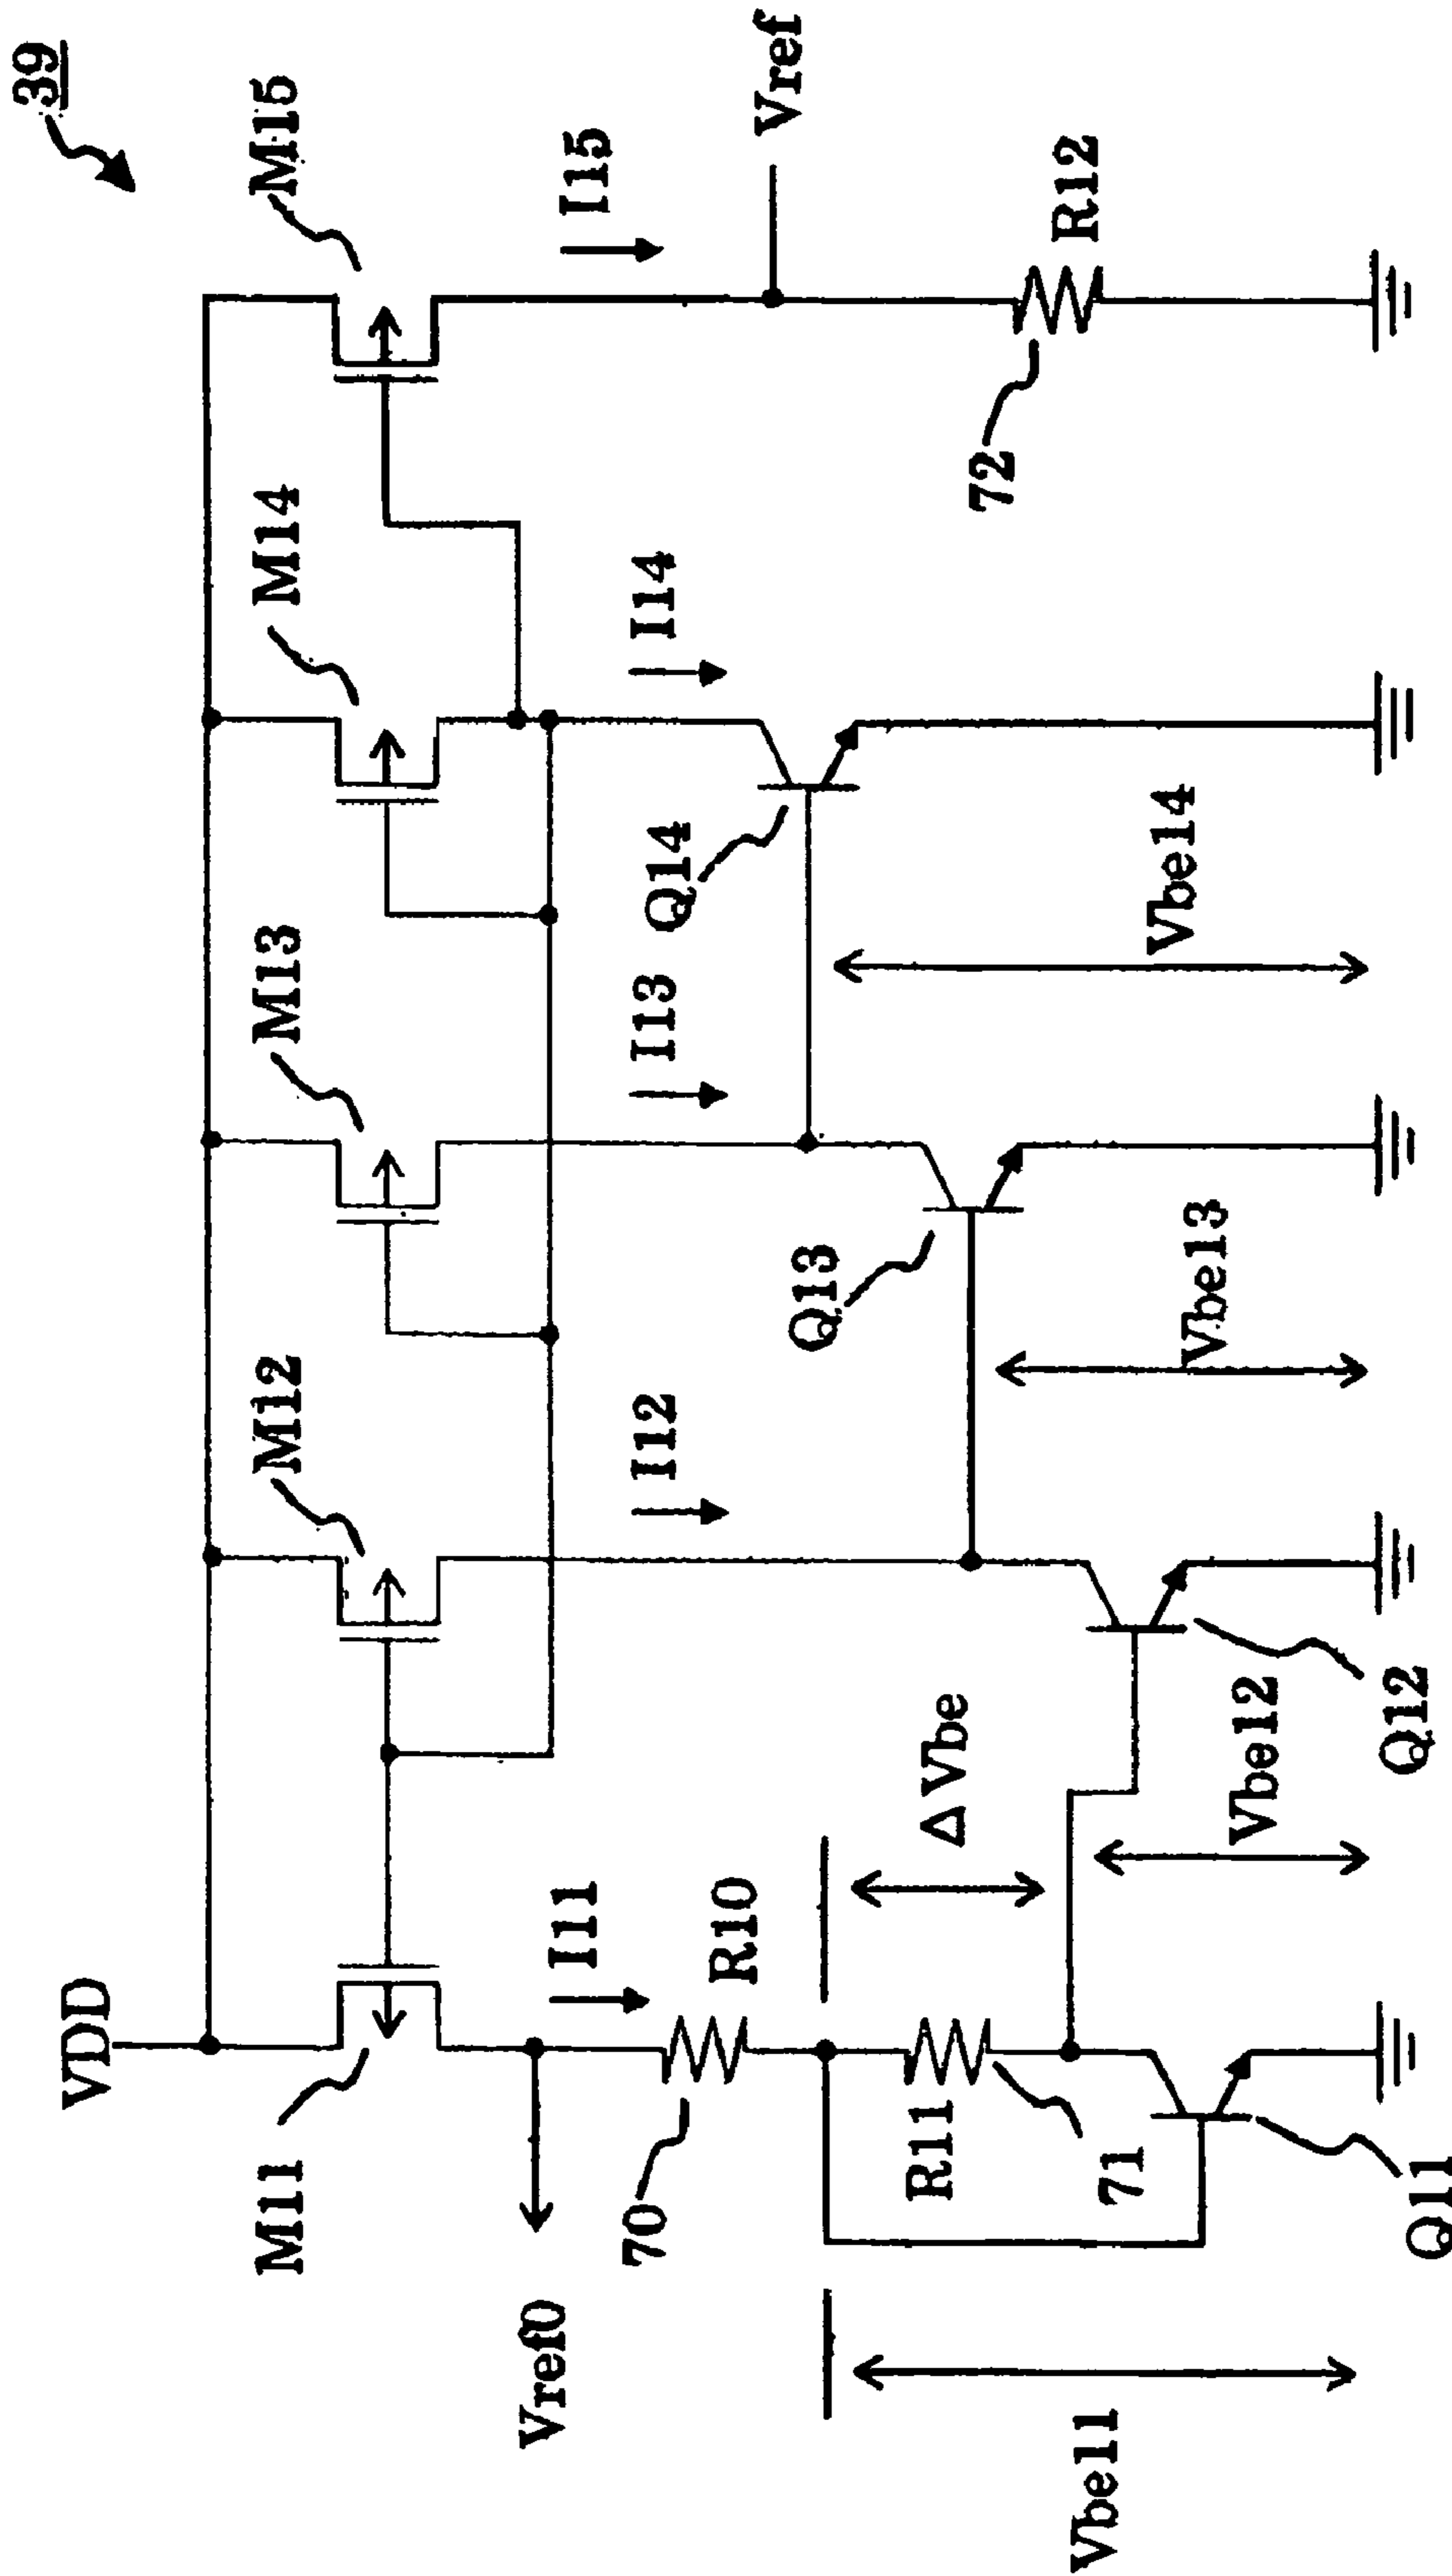 39
VDD
M11
M12
M13
M14
M15
Vref0
I11
I12
I13
I14
I15
Vref
70
R10
Q14
R12
72
ΔVbe
Q13
R11
71
Vbe14
Vbe13
Vbe12
Vbe11
Q11
Q12